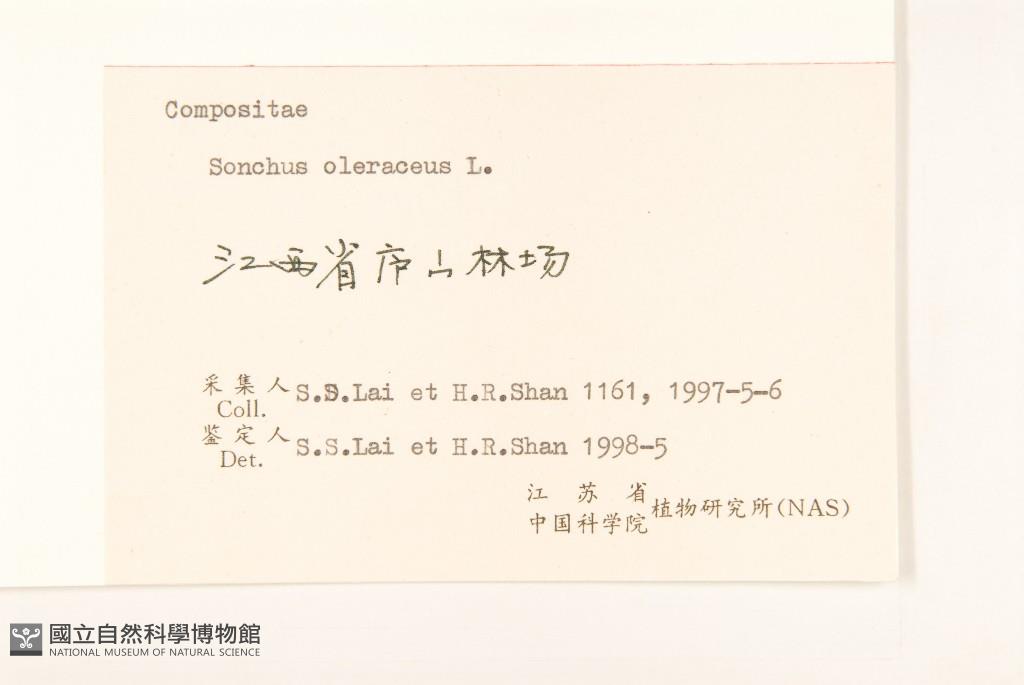 Compositae
Sonchus oleraceus L.
江西省庐山林场
采集人 S.S.Lai et H.R.Shan 1161, 1997-5-6
Coll.
鉴定人 S.S.Lai et H.R.Shan 1998-5
Det.
江苏省
中国科学院 植物研究所(NAS)
國立自然科學博物館
NATIONAL MUSEUM OF NATURAL SCIENCE